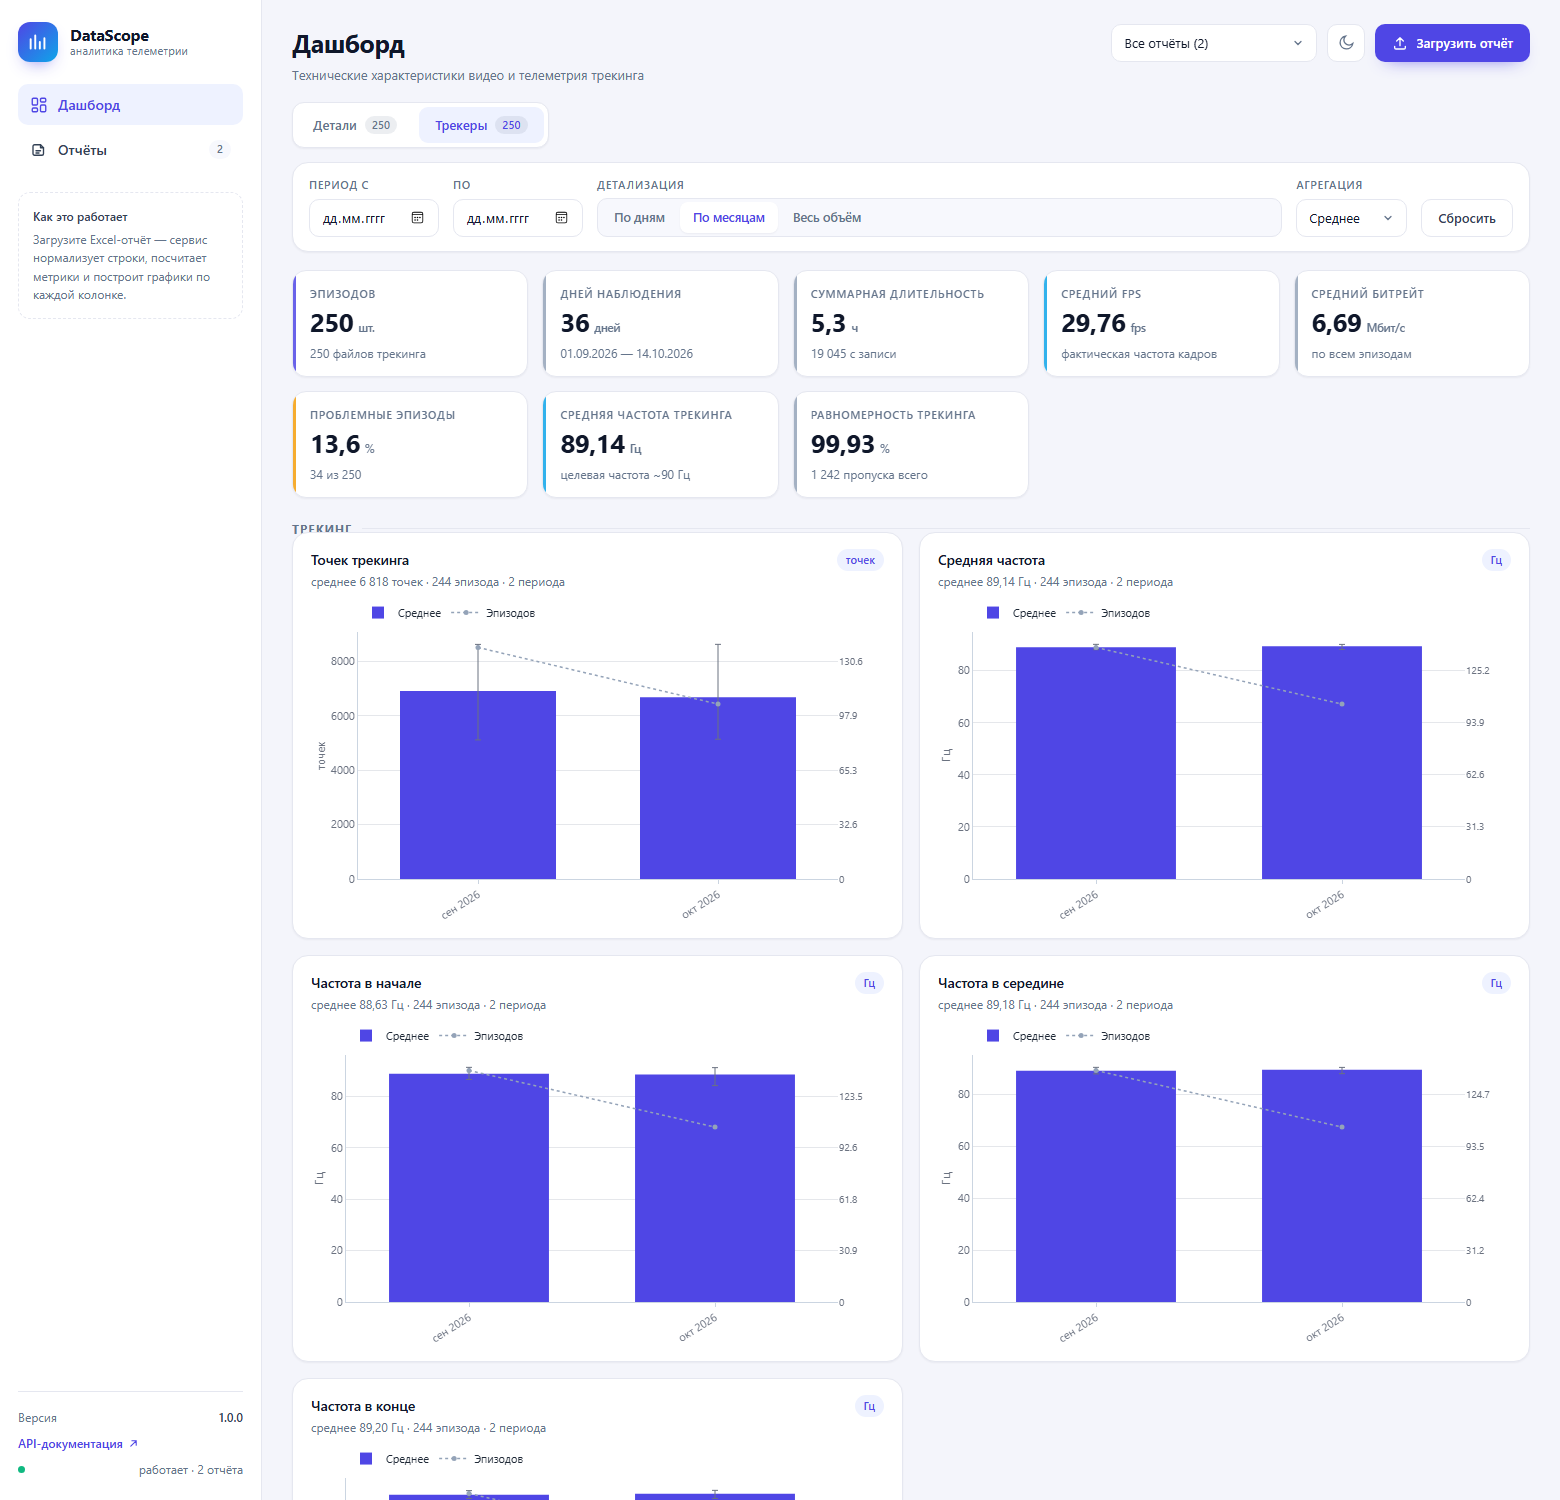 DataScope
аналитика телеметрии
Дашборд
Отчёты 2
Как это работает
Загрузите Excel-отчёт — сервис
нормализует строки, посчитает
метрики и построит графики по
каждой колонке.
Версия 1.0.0
API-документация ↗
работает · 2 отчёта
Дашборд
Технические характеристики видео и телеметрия трекинга
Все отчёты (2)
Загрузить отчёт
Детали 250
Трекеры 250
ПЕРИОД С
дд.мм.гггг
ПО
дд.мм.гггг
ДЕТАЛИЗАЦИЯ
По дням По месяцам Весь объём
АГРЕГАЦИЯ
Среднее
Сбросить
ЭПИЗОДОВ
250 шт.
250 файлов трекинга
ДНЕЙ НАБЛЮДЕНИЯ
36 дней
01.09.2026 — 14.10.2026
СУММАРНАЯ ДЛИТЕЛЬНОСТЬ
5,3 ч
19 045 с записи
СРЕДНИЙ FPS
29,76 fps
фактическая частота кадров
СРЕДНИЙ БИТРЕЙТ
6,69 Мбит/с
по всем эпизодам
ПРОБЛЕМНЫЕ ЭПИЗОДЫ
13,6 %
34 из 250
СРЕДНЯЯ ЧАСТОТА ТРЕКИНГА
89,14 Гц
целевая частота ~90 Гц
РАВНОМЕРНОСТЬ ТРЕКИНГА
99,93 %
1 242 пропуска всего
ТРЕКИНГ
Точек трекинга точек
среднее 6 818 точек · 244 эпизода · 2 периода
Среднее Эпизодов
точек
8000 130.6
6000 97.9
4000 65.3
2000 32.6
0 0
сен 2026 окт 2026
Средняя частота Гц
среднее 89,14 Гц · 244 эпизода · 2 периода
Среднее Эпизодов
Гц
80 125.2
60 93.9
40 62.6
20 31.3
0 0
сен 2026 окт 2026
Частота в начале Гц
среднее 88,63 Гц · 244 эпизода · 2 периода
Среднее Эпизодов
Гц
80 123.5
60 92.6
40 61.8
20 30.9
0 0
сен 2026 окт 2026
Частота в середине Гц
среднее 89,18 Гц · 244 эпизода · 2 периода
Среднее Эпизодов
Гц
80 124.7
60 93.5
40 62.4
20 31.2
0 0
сен 2026 окт 2026
Частота в конце Гц
среднее 89,20 Гц · 244 эпизода · 2 периода
Среднее Эпизодов